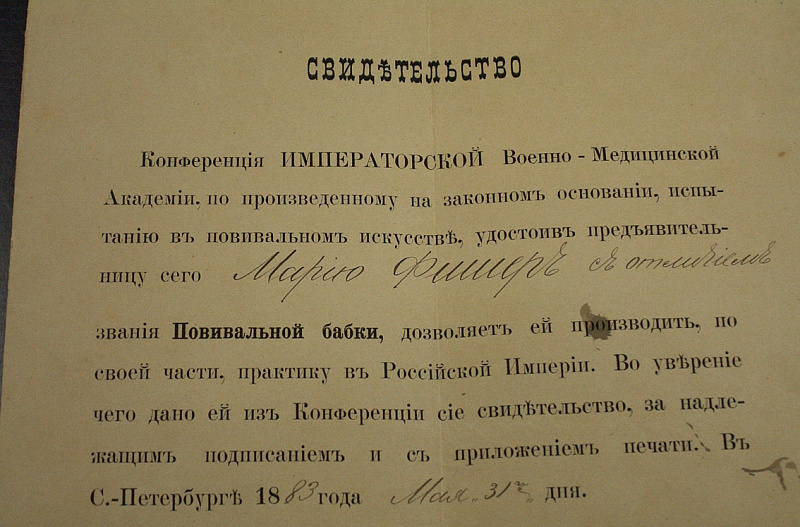 СВИДѢТЕЛЬСТВО
Конференція ИМПЕРАТОРСКОЙ Военно-Медицинской
Академіи, по произведенному на законномъ основаніи, испы-
танію въ повивальномъ искусствѣ, удостоивъ предъявитель-
ницу сего Марію Фишеръ съ отличіемъ
званія Повивальной бабки, дозволяетъ ей производить, по
своей части, практику въ Россійской Имперіи. Во увѣреніе
чего дано ей изъ Конференціи сіе свидѣтельство, за надле-
жащимъ подписаніемъ и съ приложеніемъ печати. Въ
С.-Петербургѣ 1883 года Мая 31 дня.